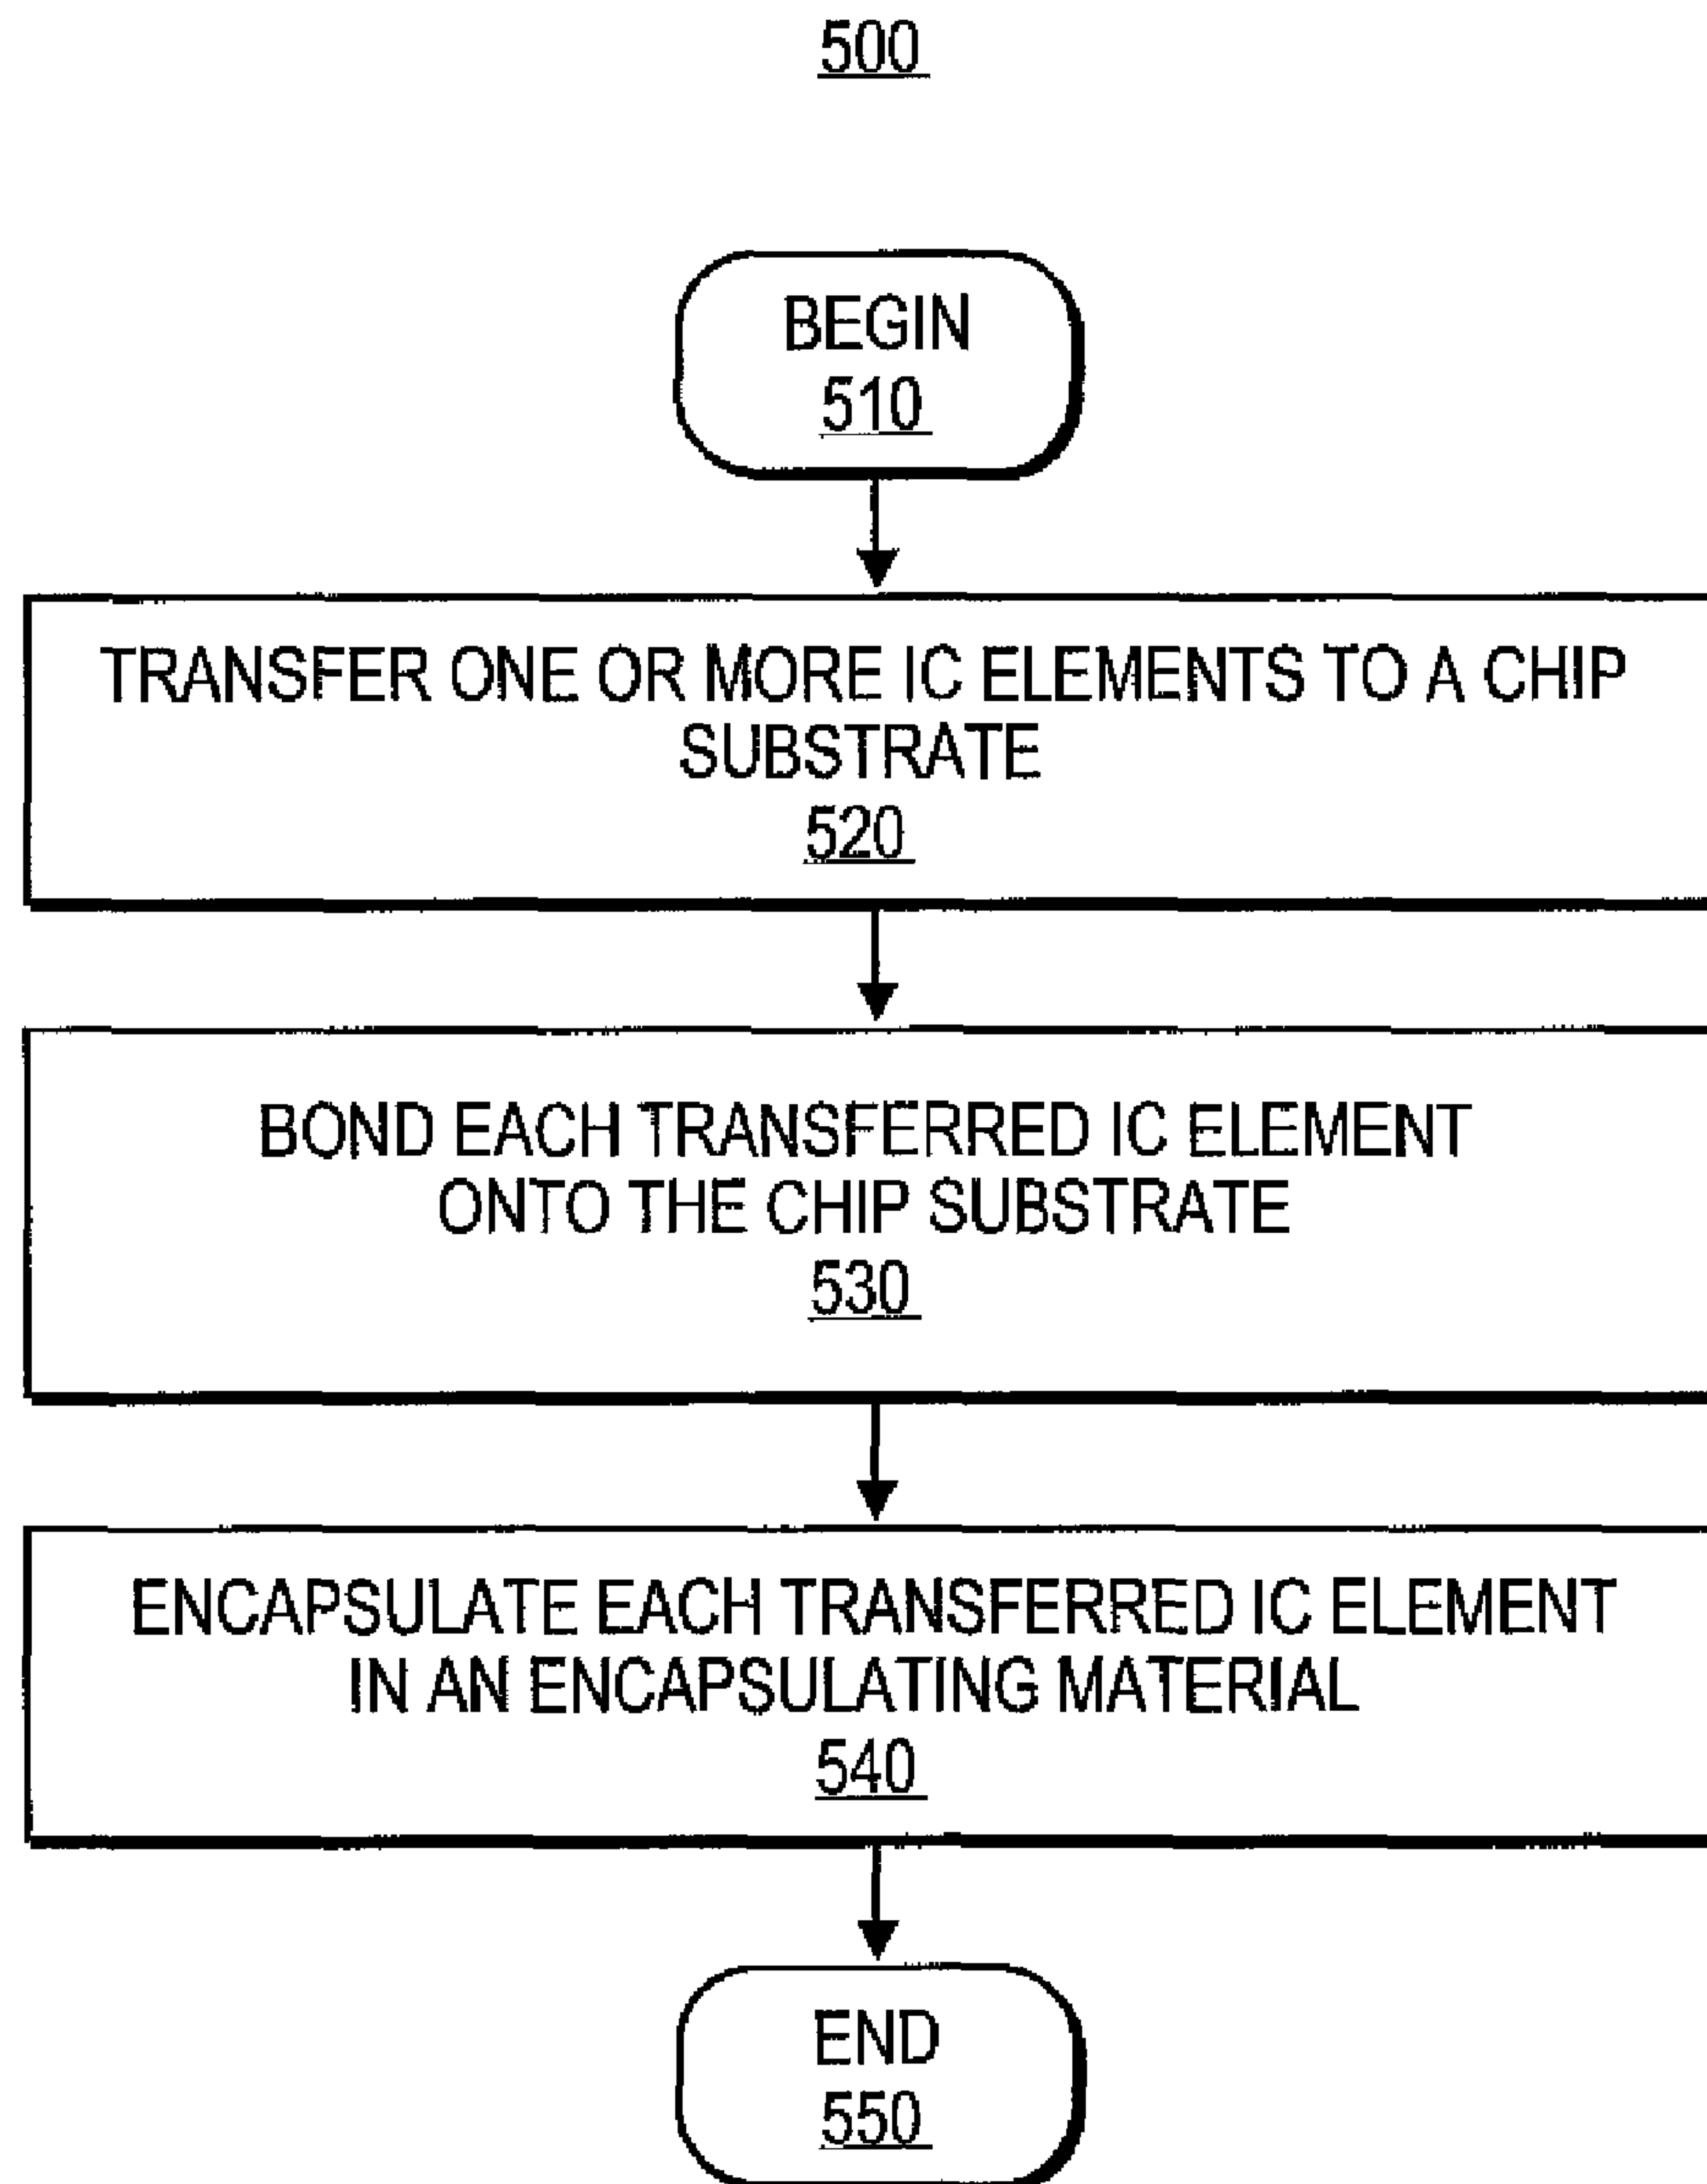 500
BEGIN
510
TRANSFER ONE OR MORE IC ELEMENTS TO A CHIP
SUBSTRATE
520
BOND EACH TRANSFERRED IC ELEMENT
ONTO THE CHIP SUBSTRATE
530
ENCAPSULATE EACH TRANSFERRED IC ELEMENT
IN AN ENCAPSULATING MATERIAL
540
END
550